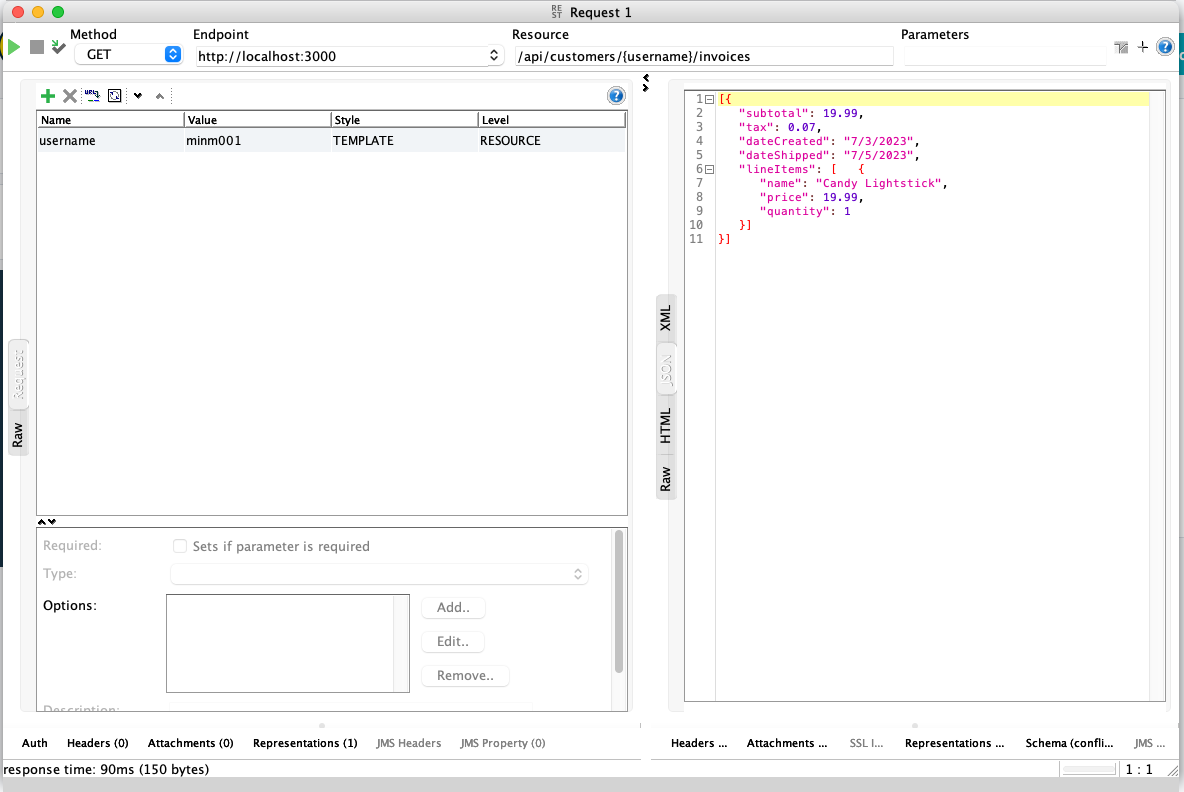 REST Request 1
Method Endpoint Resource Parameters
GET http://localhost:3000 /api/customers/{username}/invoices
Name Value Style Level
username minm001 TEMPLATE RESOURCE
Request
Raw
Required: Sets if parameter is required
Type:
Options: Add..
Edit..
Remove..
Description:
XML
JSON
HTML
Raw
1 [{
2 "subtotal": 19.99,
3 "tax": 0.07,
4 "dateCreated": "7/3/2023",
5 "dateShipped": "7/5/2023",
6 "lineItems": [ {
7 "name": "Candy Lightstick",
8 "price": 19.99,
9 "quantity": 1
10 }]
11 }]
Auth Headers (0) Attachments (0) Representations (1) JMS Headers JMS Property (0)
Headers ... Attachments ... SSL I... Representations ... Schema (confli... JMS ...
response time: 90ms (150 bytes) 1 : 1